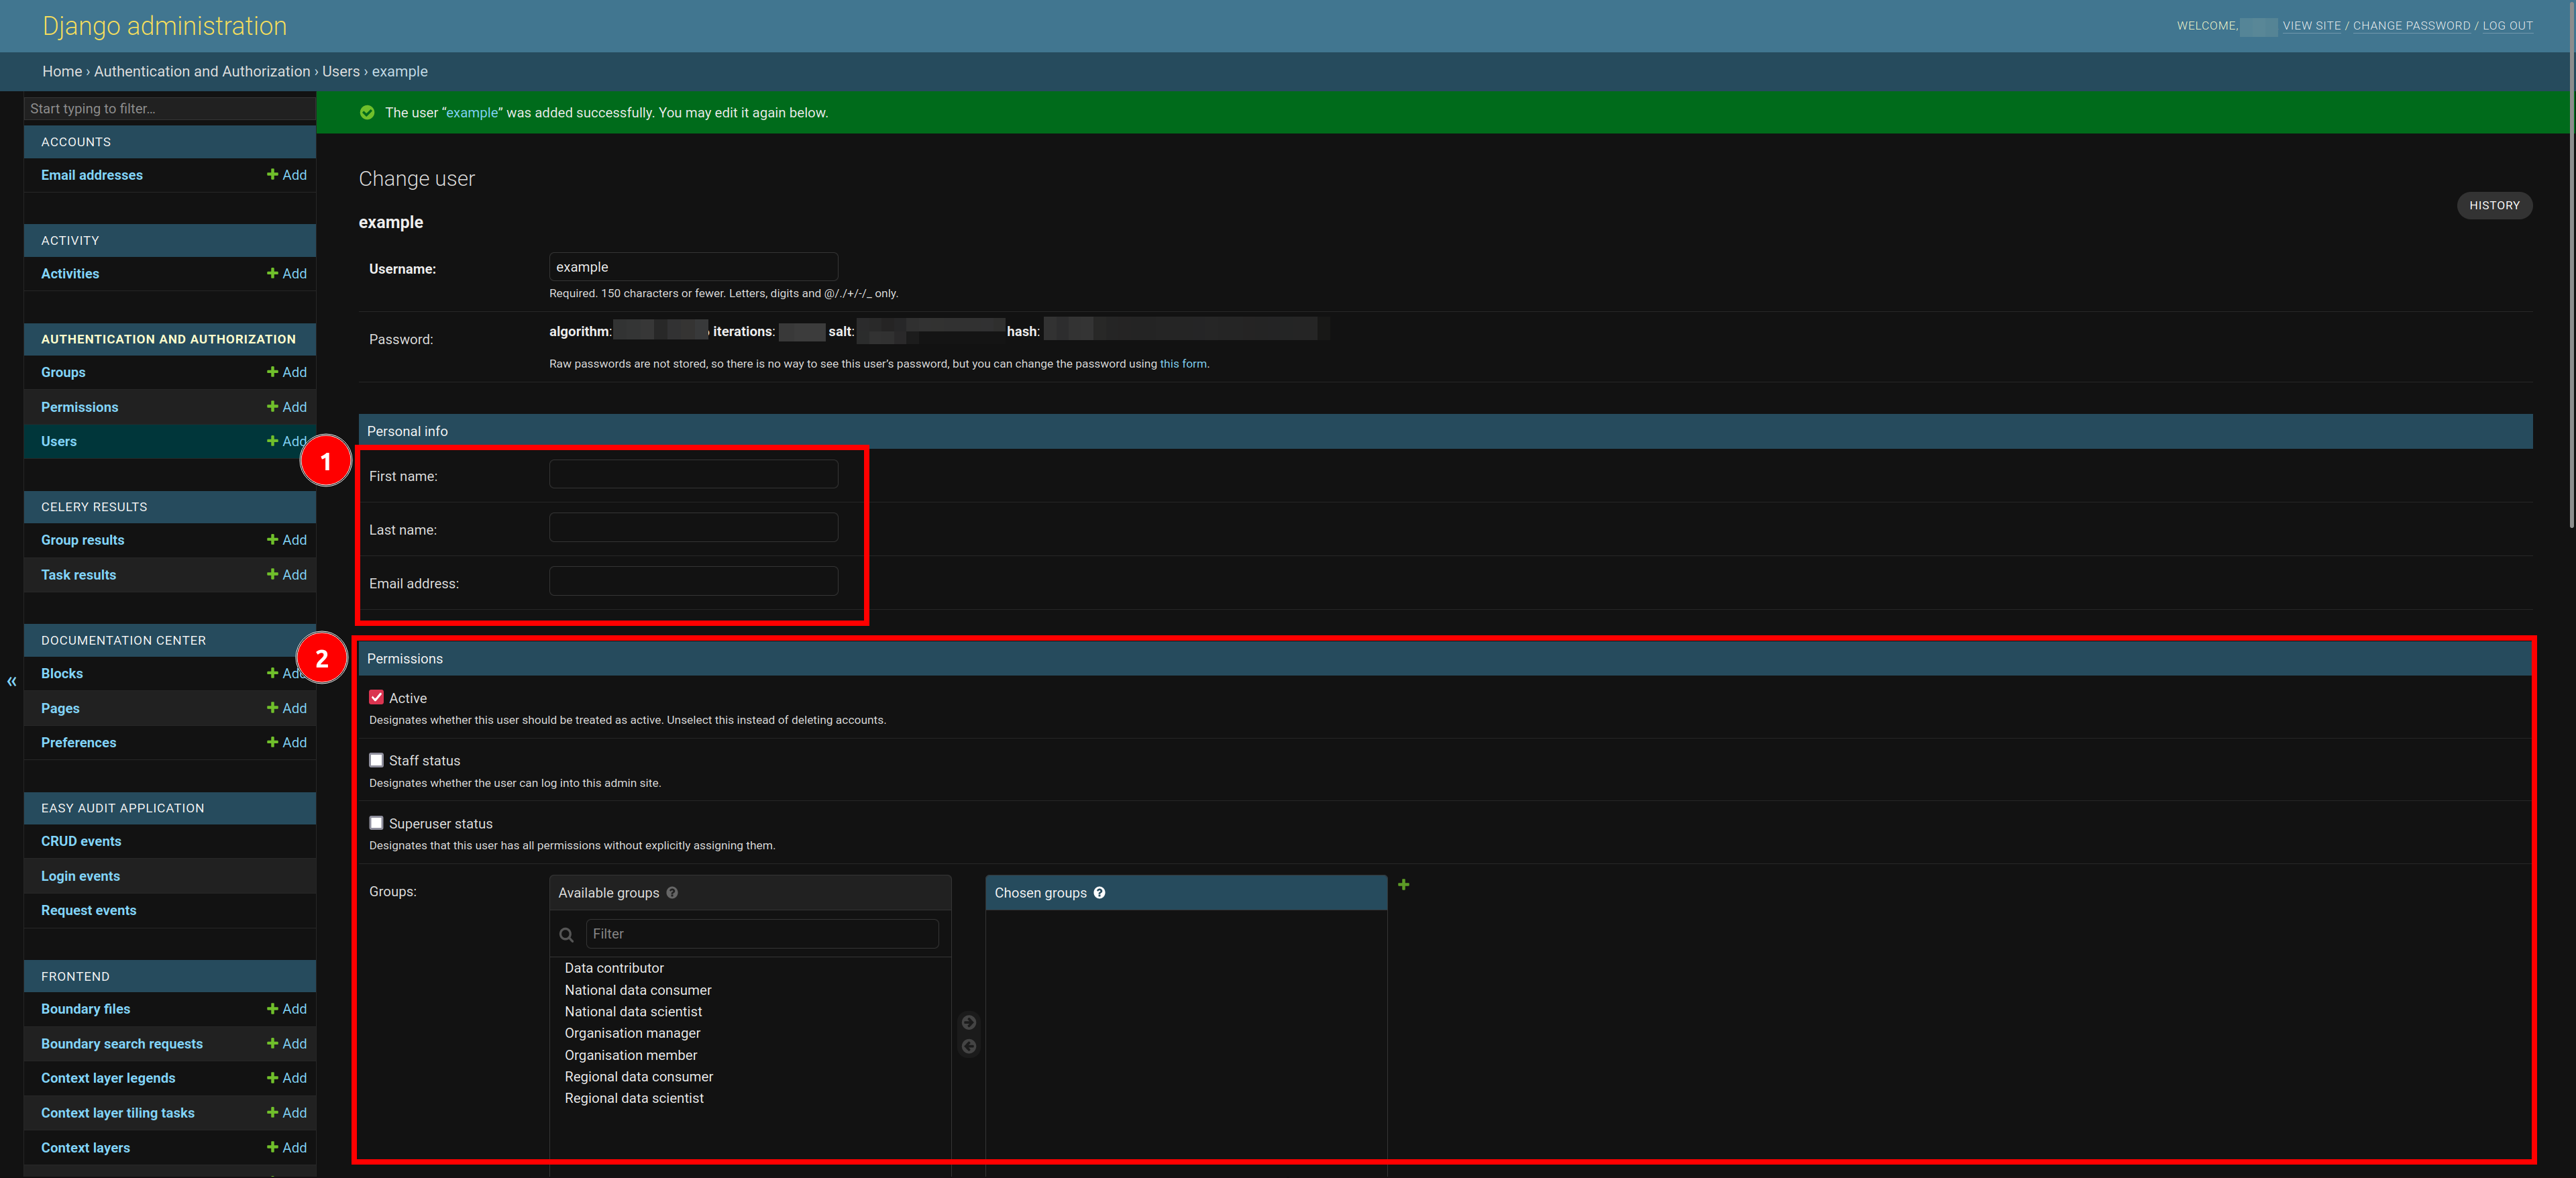 Django administration
WELCOME, VIEW SITE / CHANGE PASSWORD / LOG OUT
Home › Authentication and Authorization › Users › example
Start typing to filter...
ACCOUNTS
Email addresses + Add
ACTIVITY
Activities + Add
AUTHENTICATION AND AUTHORIZATION
Groups + Add
Permissions + Add
Users + Add
CELERY RESULTS
Group results + Add
Task results + Add
DOCUMENTATION CENTER
Blocks + Add
Pages + Add
Preferences + Add
EASY AUDIT APPLICATION
CRUD events
Login events
Request events
FRONTEND
Boundary files + Add
Boundary search requests + Add
Context layer legends + Add
Context layer tiling tasks + Add
Context layers + Add
«
The user “example” was added successfully. You may edit it again below.
Change user
HISTORY
example
Username: example
Required. 150 characters or fewer. Letters, digits and @/./+/-/_ only.
Password: algorithm: iterations: salt: hash:
Raw passwords are not stored, so there is no way to see this user’s password, but you can change the password using this form.
Personal info
1
First name:
Last name:
Email address:
2
Permissions
Active
Designates whether this user should be treated as active. Unselect this instead of deleting accounts.
Staff status
Designates whether the user can log into this admin site.
Superuser status
Designates that this user has all permissions without explicitly assigning them.
Groups:
Available groups ?
Filter
Data contributor
National data consumer
National data scientist
Organisation manager
Organisation member
Regional data consumer
Regional data scientist
Chosen groups ?
+